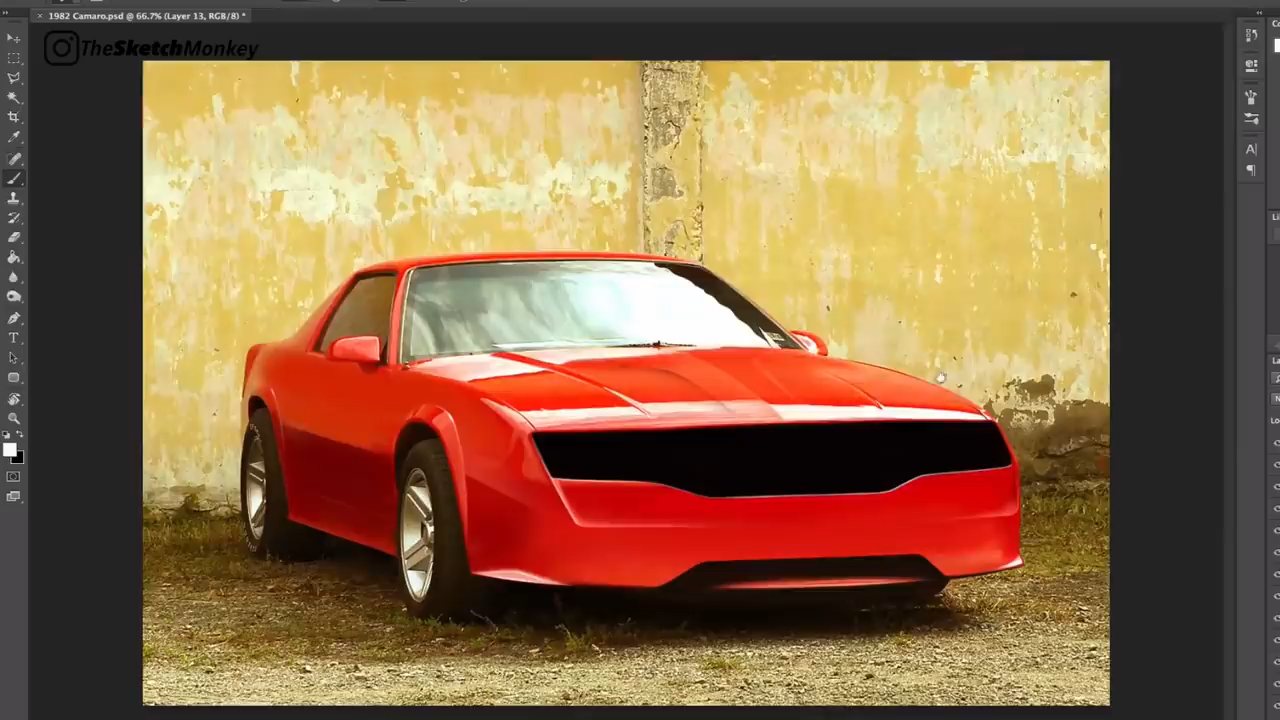 × 1982 Camaro.psd @ 66.7% (Layer 13, RGB/8) *
TheSketchMonkey